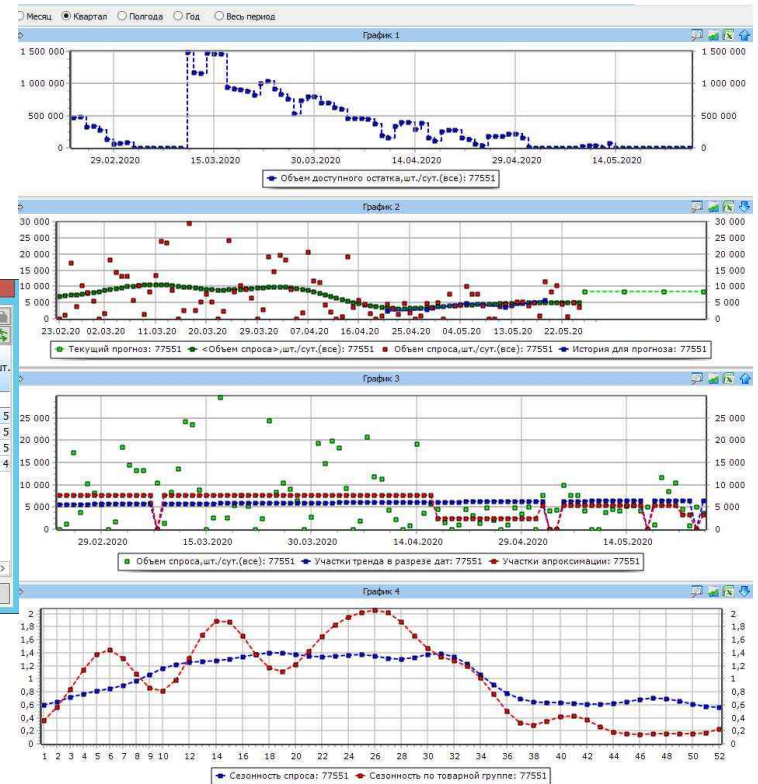 Месяц Квартал Полгода Год Весь период
График 1
1 500 000 1 500 000
1 000 000 1 000 000
500 000 500 000
0 0
29.02.2020 15.03.2020 30.03.2020 14.04.2020 29.04.2020 14.05.2020
Объем доступного остатка,шт./сут.(все): 77551
График 2
30 000 30 000
25 000 25 000
20 000 20 000
15 000 15 000
10 000 10 000
5 000 5 000
0 0
23.02.20 02.03.20 11.03.20 20.03.20 29.03.20 07.04.20 16.04.20 25.04.20 04.05.20 13.05.20 22.05.20
Текущий прогноз: 77551 <Объем спроса>,шт./сут.(все): 77551 Объем спроса,шт./сут.(все): 77551 История для прогноза: 77551
шт.
5
5
5
4
График 3
25 000 25 000
20 000 20 000
15 000 15 000
10 000 10 000
5 000 5 000
0 0
29.02.2020 15.03.2020 30.03.2020 14.04.2020 29.04.2020 14.05.2020
Объем спроса,шт./сут.(все): 77551 Участки тренда в разрезе дат: 77551 Участки апроксимации: 77551
График 4
2 2
1,8 1,8
1,6 1,6
1,4 1,4
1,2 1,2
1 1
0,8 0,8
0,6 0,6
0,4 0,4
0,2 0,2
0 0
1 2 3 4 5 6 7 8 9 10 12 14 16 18 20 22 24 26 28 30 32 34 36 38 40 42 44 46 48 50 52
Сезонность спроса: 77551 Сезонность по товарной группе: 77551